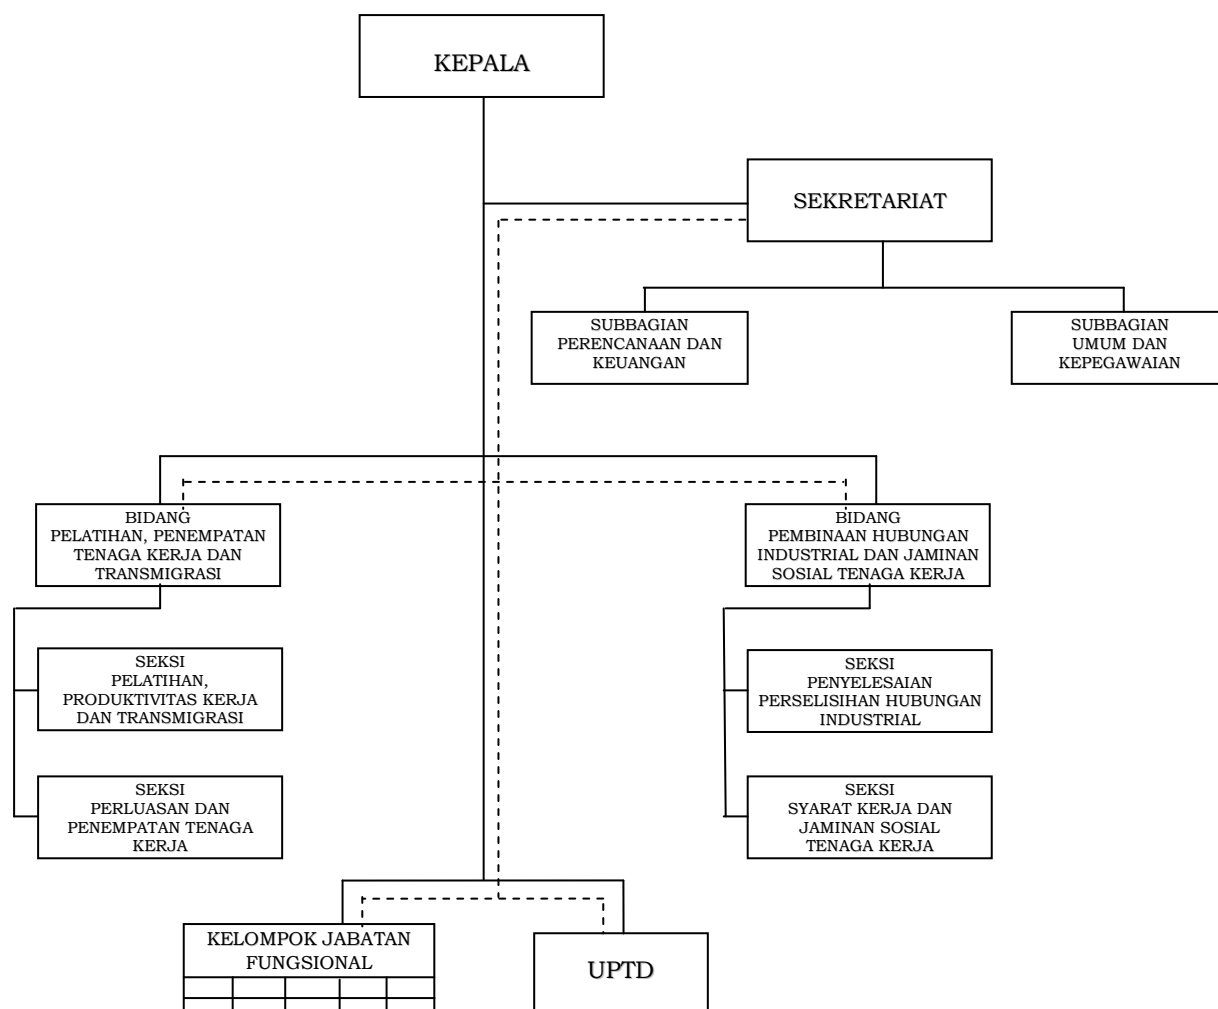 KEPALA
SEKRETARIAT
SUBBAGIAN
PERENCANAAN DAN
KEUANGAN
SUBBAGIAN
UMUM DAN
KEPEGAWAIAN
BIDANG
PELATIHAN, PENEMPATAN
TENAGA KERJA DAN
TRANSMIGRASI
BIDANG
PEMBINAAN HUBUNGAN
INDUSTRIAL DAN JAMINAN
SOSIAL TENAGA KERJA
SEKSI
PELATIHAN,
PRODUKTIVITAS KERJA
DAN TRANSMIGRASI
SEKSI
PENYELESAIAN
PERSELISIHAN HUBUNGAN
INDUSTRIAL
SEKSI
PERLUASAN DAN
PENEMPATAN TENAGA
KERJA
SEKSI
SYARAT KERJA DAN
JAMINAN SOSIAL
TENAGA KERJA
KELOMPOK JABATAN
FUNGSIONAL
UPTD